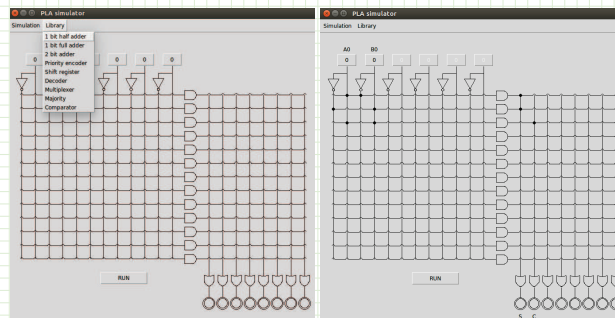 PLA simulator
Simulation Library
1 bit half adder
1 bit full adder
2 bit adder
Priority encoder
Shift register
Decoder
Multiplexer
Majority
Comparator
0 0 0 0
RUN
PLA simulator
Simulation Library
A0 B0
0 0 0 0 0 0
RUN
S C